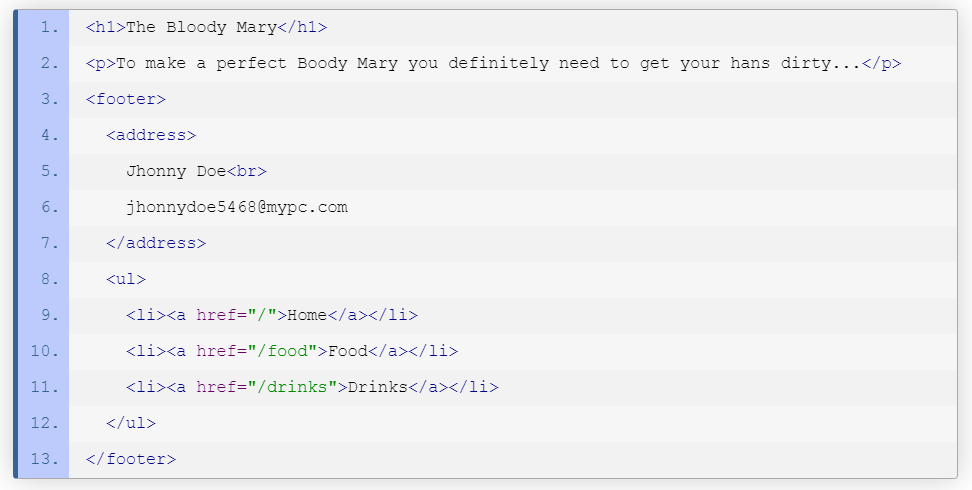 1. <h1>The Bloody Mary</h1>
2. <p>To make a perfect Boody Mary you definitely need to get your hans dirty...</p>
3. <footer>
4. <address>
5. Jhonny Doe<br>
6. jhonnydoe5468@mypc.com
7. </address>
8. <ul>
9. <li><a href="/">Home</a></li>
10. <li><a href="/food">Food</a></li>
11. <li><a href="/drinks">Drinks</a></li>
12. </ul>
13. </footer>